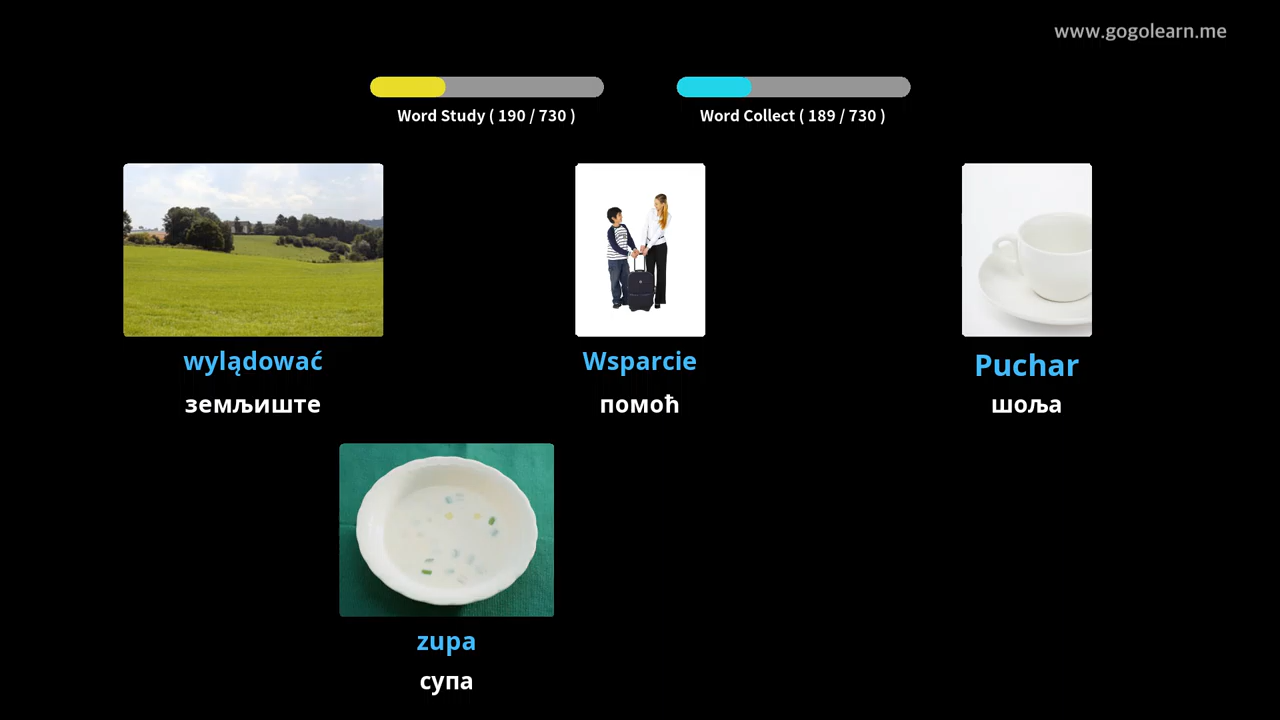 www.gogolearn.me
Word Study ( 190 / 730 )
Word Collect ( 189 / 730 )
wylądować
земљиште
Wsparcie
помоћ
Puchar
шоља
zupa
супа